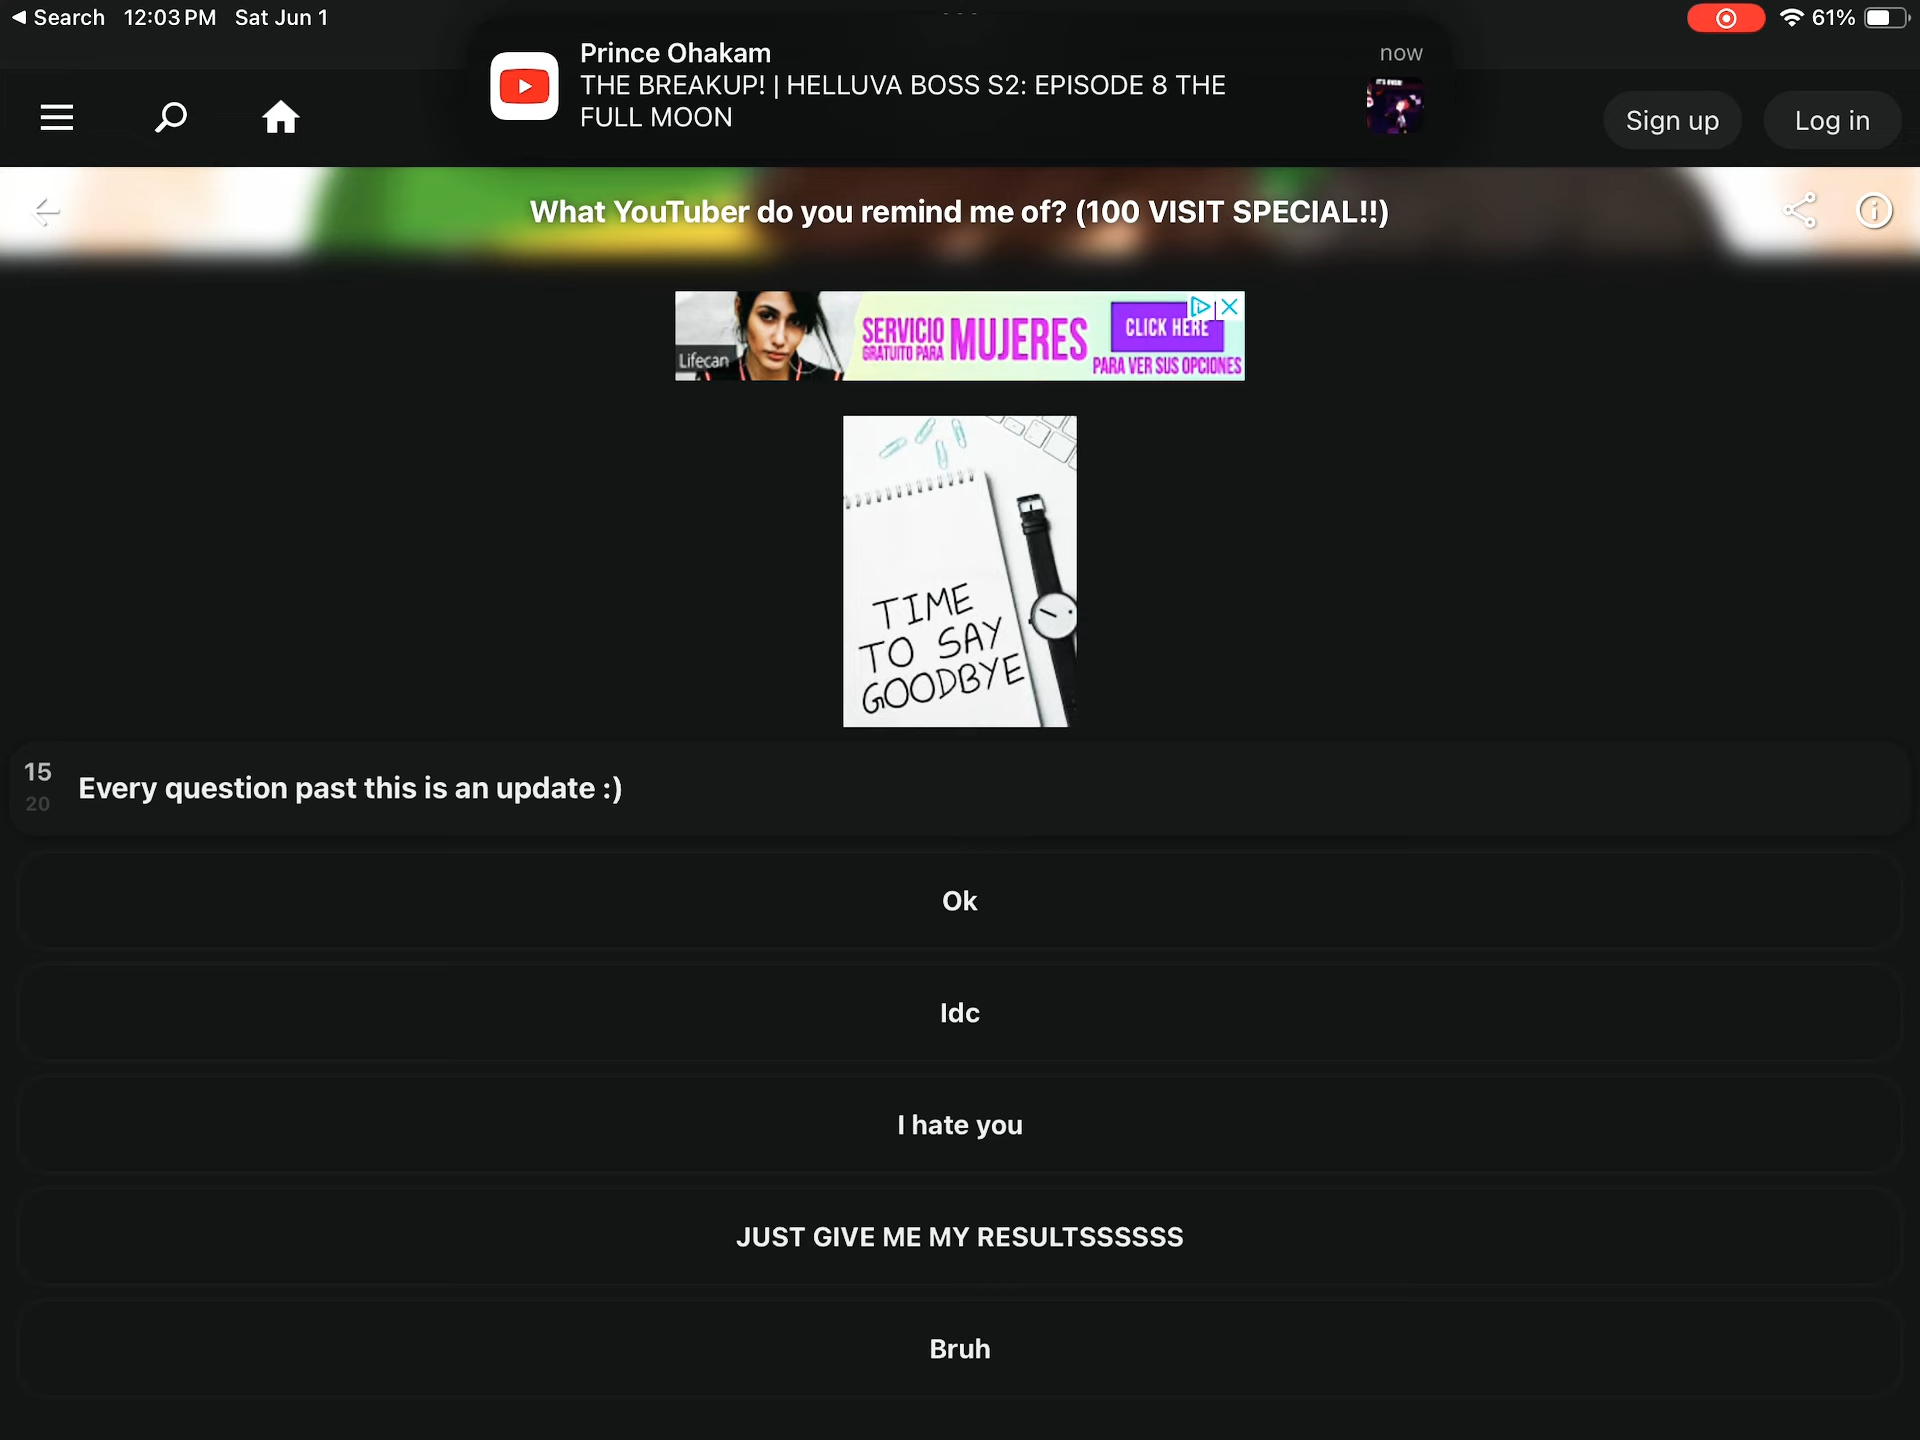 Search 12:03 PM Sat Jun 1
61%
Prince Ohakam
now
THE BREAKUP! | HELLUVA BOSS S2: EPISODE 8 THE
FULL MOON
Sign up
Log in
What YouTuber do you remind me of? (100 VISIT SPECIAL!!)
Lifecan
SERVICIO
GRATUITO PARA
MUJERES
CLICK HERE
PARA VER SUS OPCIONES
TIME
TO SAY
GOODBYE
15
20
Every question past this is an update :)
Ok
Idc
I hate you
JUST GIVE ME MY RESULTSSSSSS
Bruh